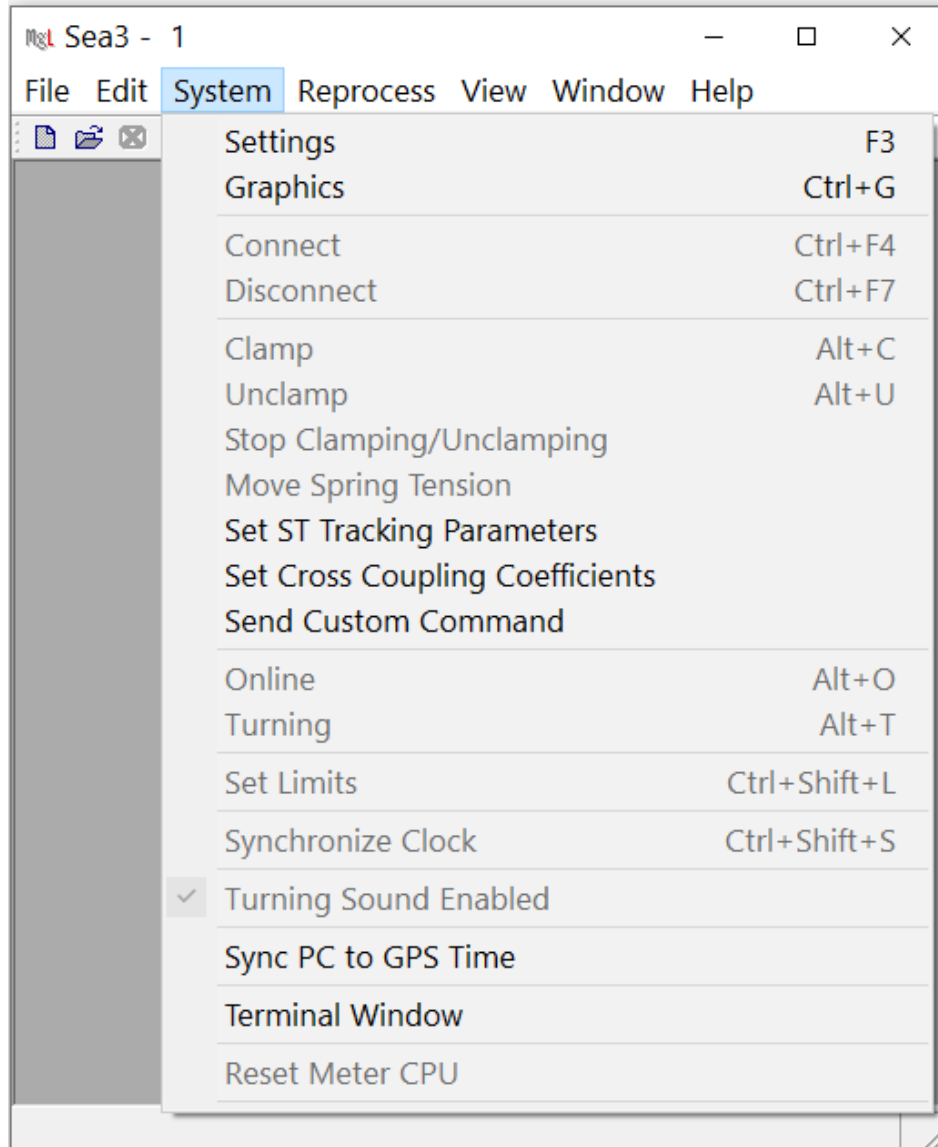 MgL Sea3 - 1
File Edit System Reprocess View Window Help
Settings F3
Graphics Ctrl+G
Connect Ctrl+F4
Disconnect Ctrl+F7
Clamp Alt+C
Unclamp Alt+U
Stop Clamping/Unclamping
Move Spring Tension
Set ST Tracking Parameters
Set Cross Coupling Coefficients
Send Custom Command
Online Alt+O
Turning Alt+T
Set Limits Ctrl+Shift+L
Synchronize Clock Ctrl+Shift+S
Turning Sound Enabled
Sync PC to GPS Time
Terminal Window
Reset Meter CPU